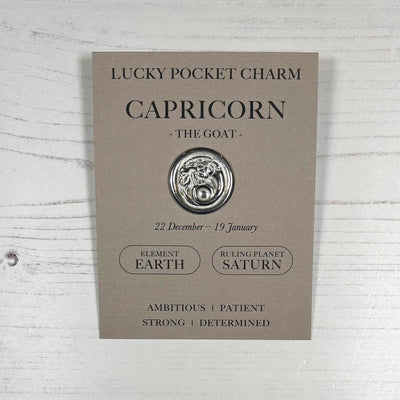 LUCKY POCKET CHARM
CAPRICORN
- THE GOAT -
22 December – 19 January
ELEMENT
EARTH
RULING PLANET
SATURN
AMBITIOUS | PATIENT
STRONG | DETERMINED